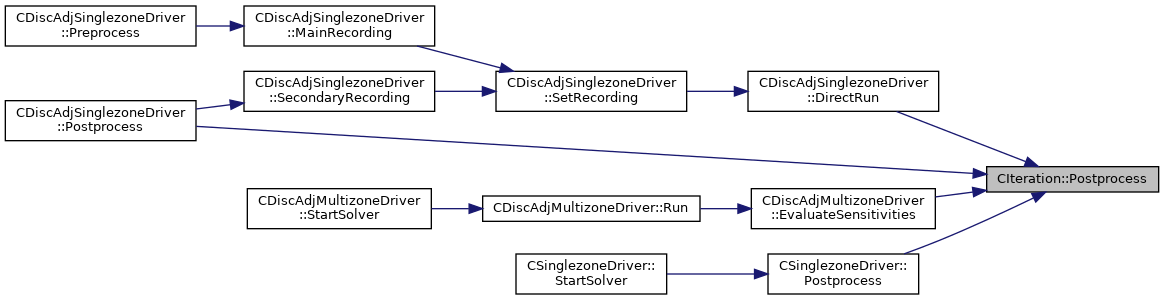 CDiscAdjSinglezoneDriver
::Preprocess
CDiscAdjSinglezoneDriver
::MainRecording
CDiscAdjSinglezoneDriver
::SecondaryRecording
CDiscAdjSinglezoneDriver
::SetRecording
CDiscAdjSinglezoneDriver
::DirectRun
CDiscAdjSinglezoneDriver
::Postprocess
CIteration::Postprocess
CDiscAdjMultizoneDriver
::StartSolver
CDiscAdjMultizoneDriver::Run
CDiscAdjMultizoneDriver
::EvaluateSensitivities
CSinglezoneDriver::
StartSolver
CSinglezoneDriver::
Postprocess